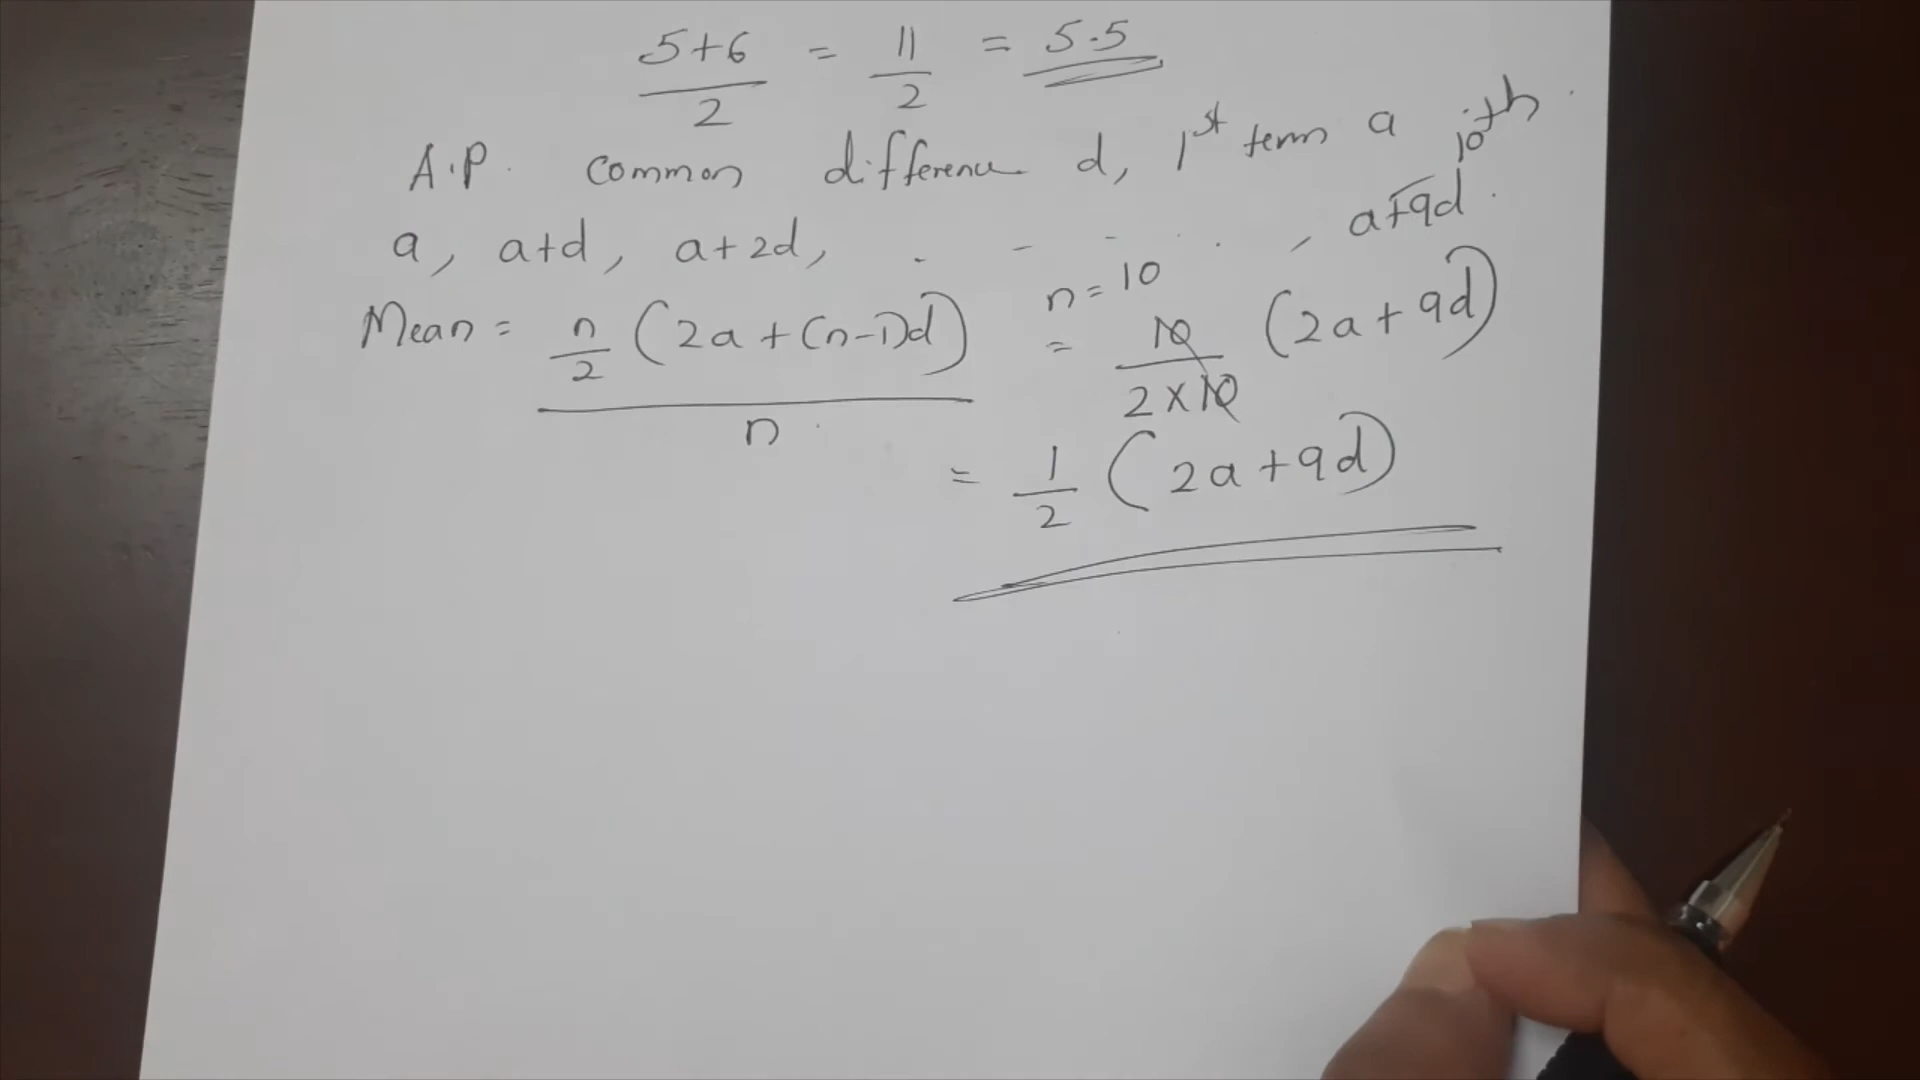 5+6/2 = 11/2 = 5.5
A.P. common difference d, 1st term a 10th.
a, a+d, a+2d, . - - . . . , a+9d.
n=10
Mean = n/2 (2a+(n-1)d) / n = 10/2×10 (2a+9d)
= 1/2 (2a+9d)